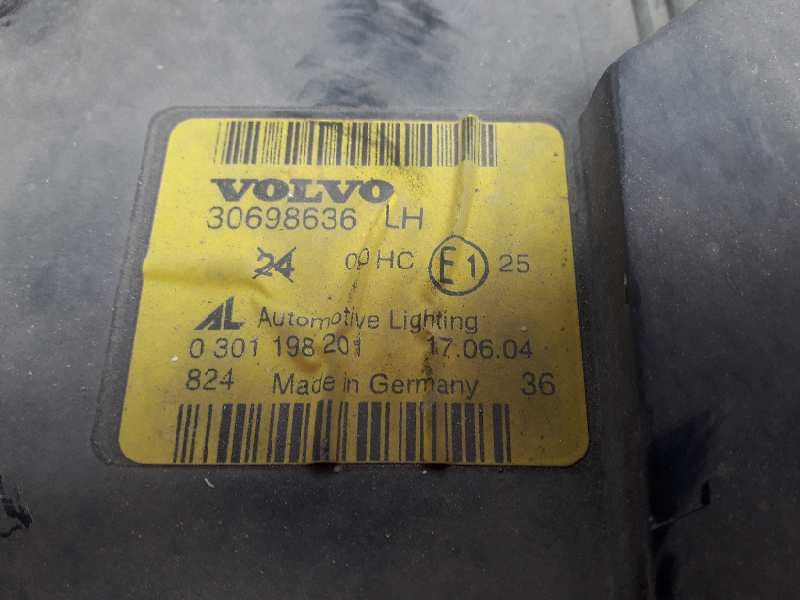 VOLVO
30698636 LH
24 00 HC E1 25
AL Automotive Lighting
0 301 198 201 17.06.04
824 Made in Germany 36